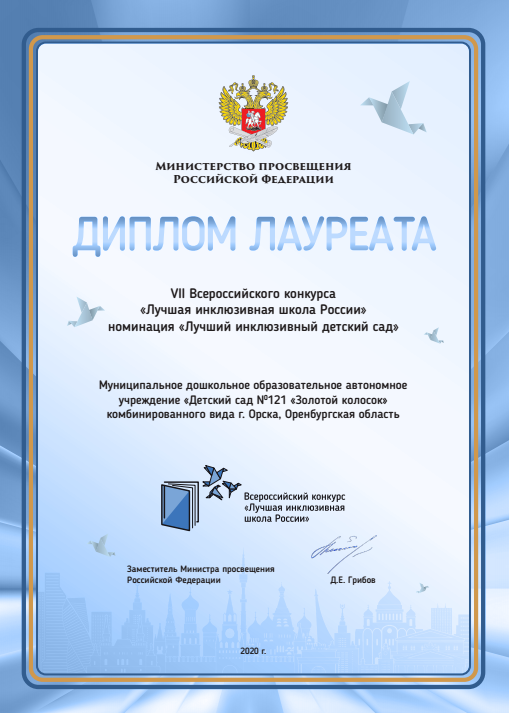 Министерство просвещения
Российской Федерации
ДИПЛОМ ЛАУРЕАТА
VII Всероссийского конкурса
«Лучшая инклюзивная школа России»
номинация «Лучший инклюзивный детский сад»
Муниципальное дошкольное образовательное автономное
учреждение «Детский сад №121 «Золотой колосок»
комбинированного вида г. Орска, Оренбургская область
Всероссийский конкурс
«Лучшая инклюзивная
школа России»
Заместитель Министра просвещения
Российской Федерации
Д.Е. Грибов
2020 г.